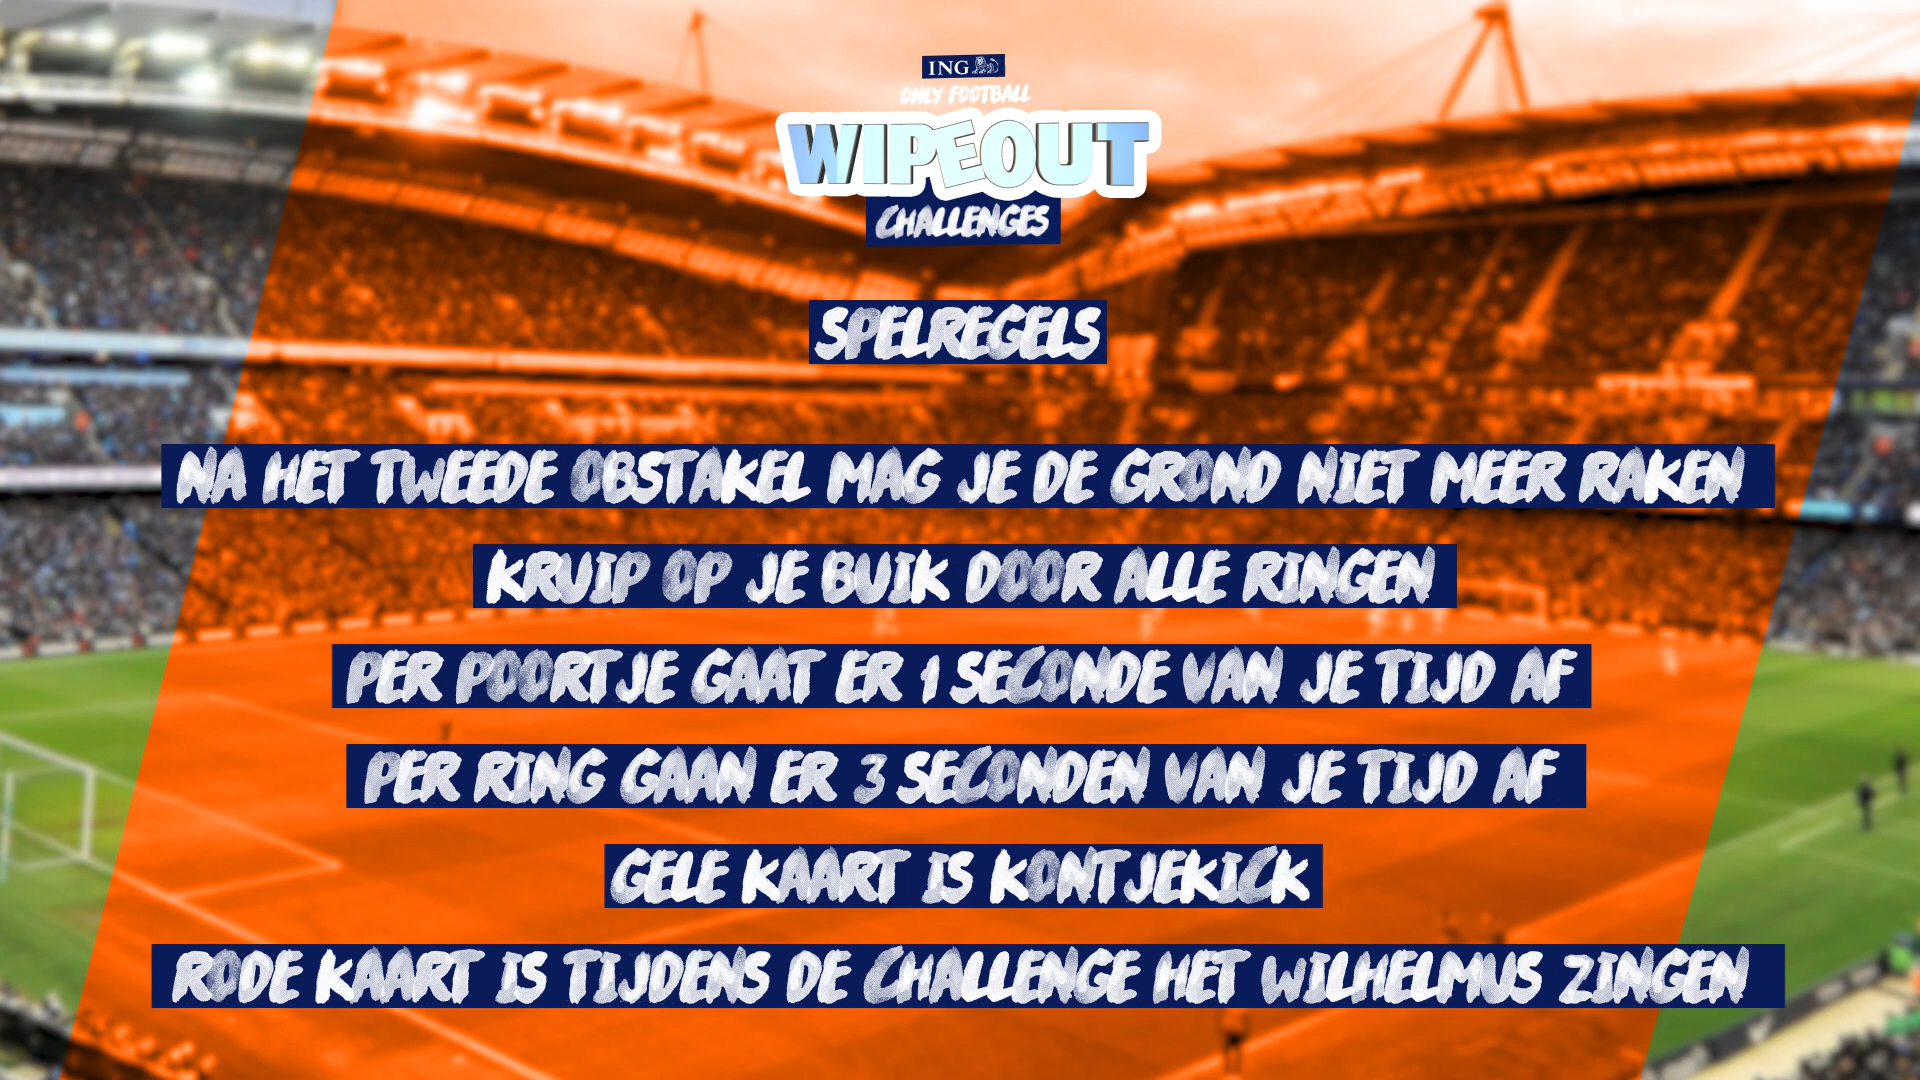 ING
ONLY FOOTBALL
WIPEOUT
CHALLENGES
SPELREGELS
NA HET TWEEDE OBSTAKEL MAG JE DE GROND NIET MEER RAKEN
KRUIP OP JE BUIK DOOR ALLE RINGEN
PER POORTJE GAAT ER 1 SECONDE VAN JE TIJD AF
PER RING GAAN ER 3 SECONDEN VAN JE TIJD AF
GELE KAART IS KONTJEKICK
RODE KAART IS TIJDENS DE CHALLENGE HET WILHELMUS ZINGEN